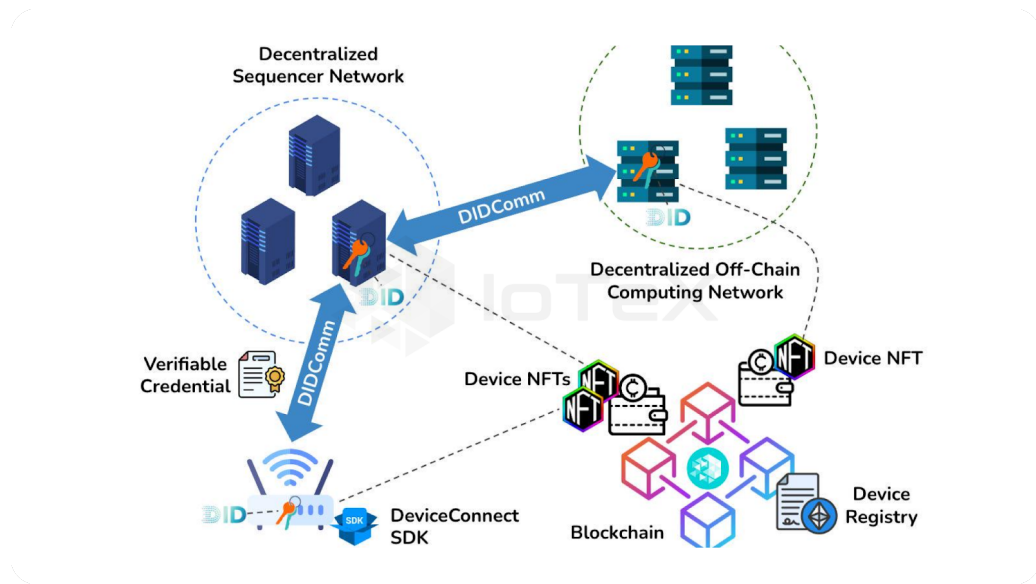 Decentralized
Sequencer Network
DIDComm
DID
Decentralized Off-Chain
Computing Network
DID
IoTeX
Verifiable
Credential
DIDComm
Device NFTs
NFT
NFT
NFT
Device NFT
DID
SDK
DeviceConnect
SDK
Blockchain
Device
Registry